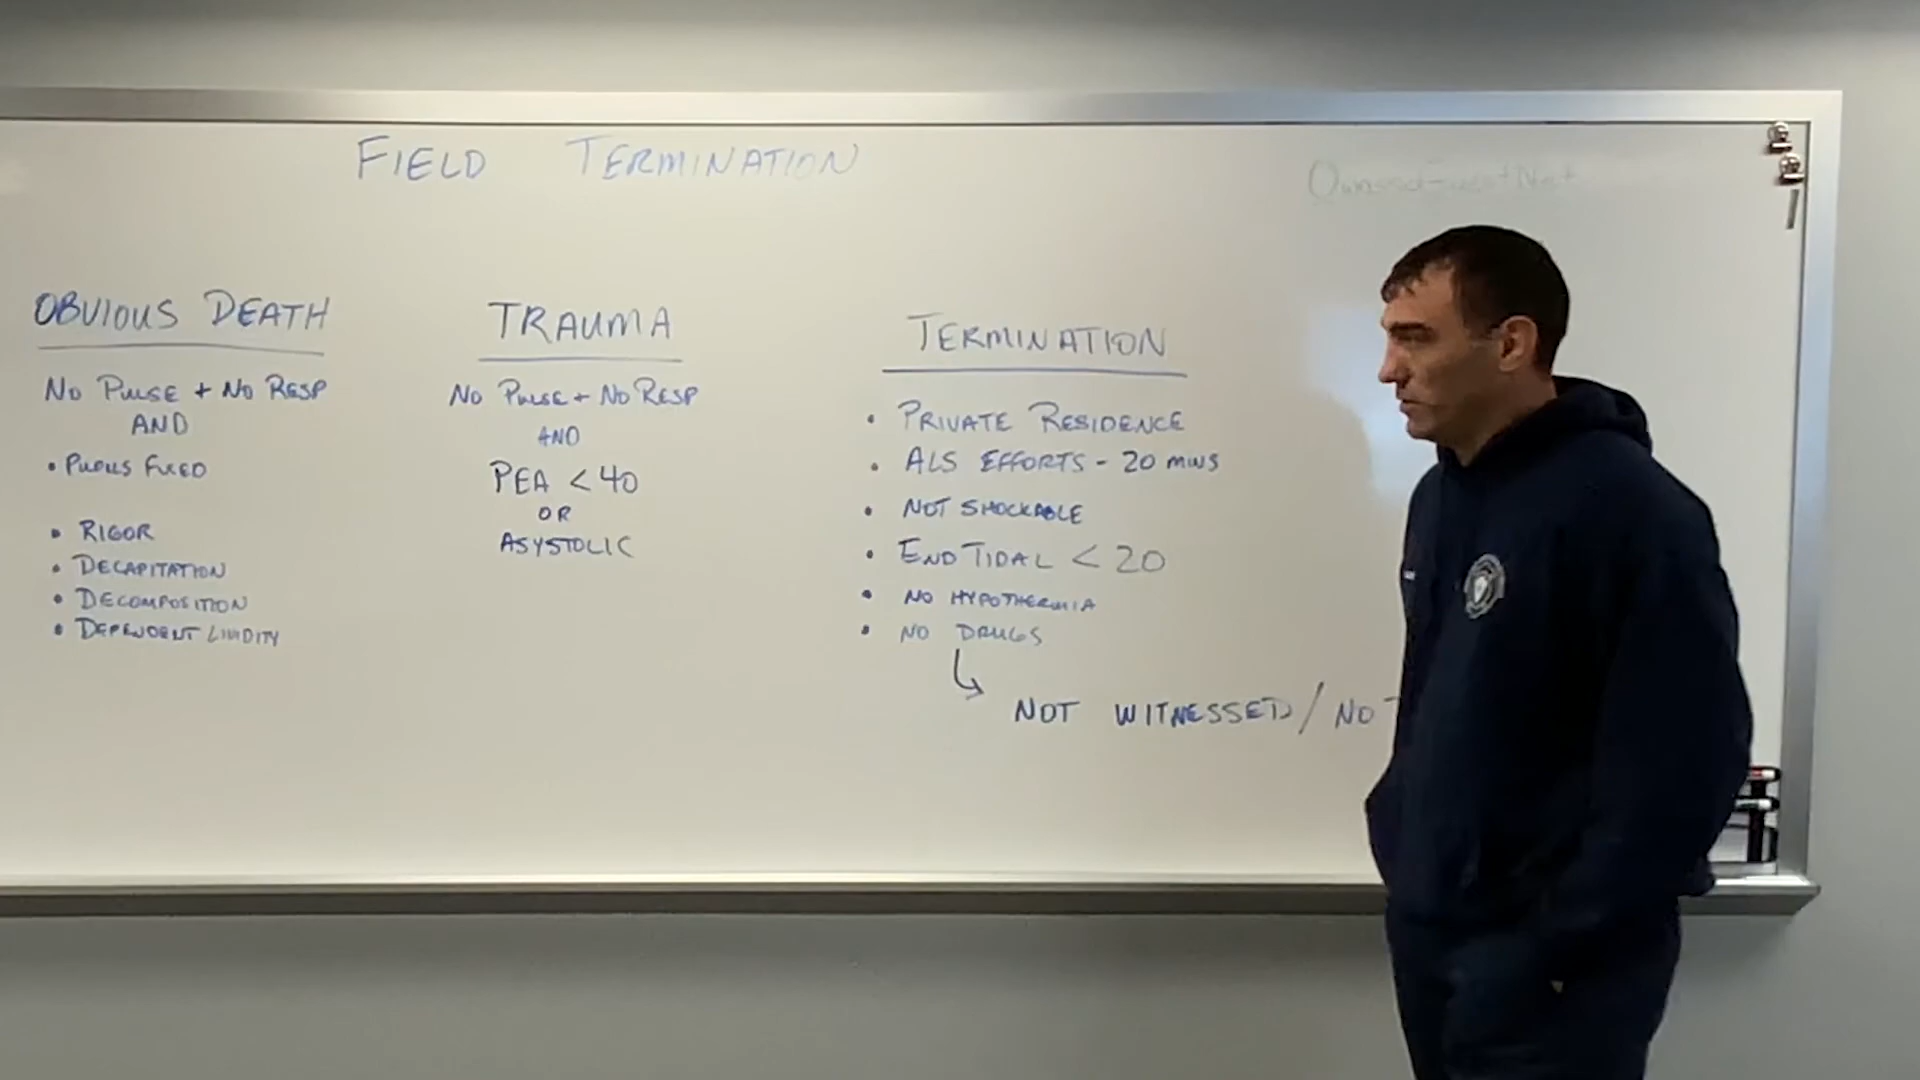 FIELD TERMINATION
OBVIOUS DEATH
NO PULSE + NO RESP
AND
• PUPILS FIXED
• RIGOR
• DECAPITATION
• DECOMPOSITION
• DEPENDENT LIVIDITY
TRAUMA
NO PULSE + NO RESP
AND
PEA < 40
OR
ASYSTOLIC
TERMINATION
• PRIVATE RESIDENCE
• ALS EFFORTS - 20 MINS
• NOT SHOCKABLE
• END TIDAL < 20
• NO HYPOTHERMIA
• NO DRUGS
↳ NOT WITNESSED / NOT